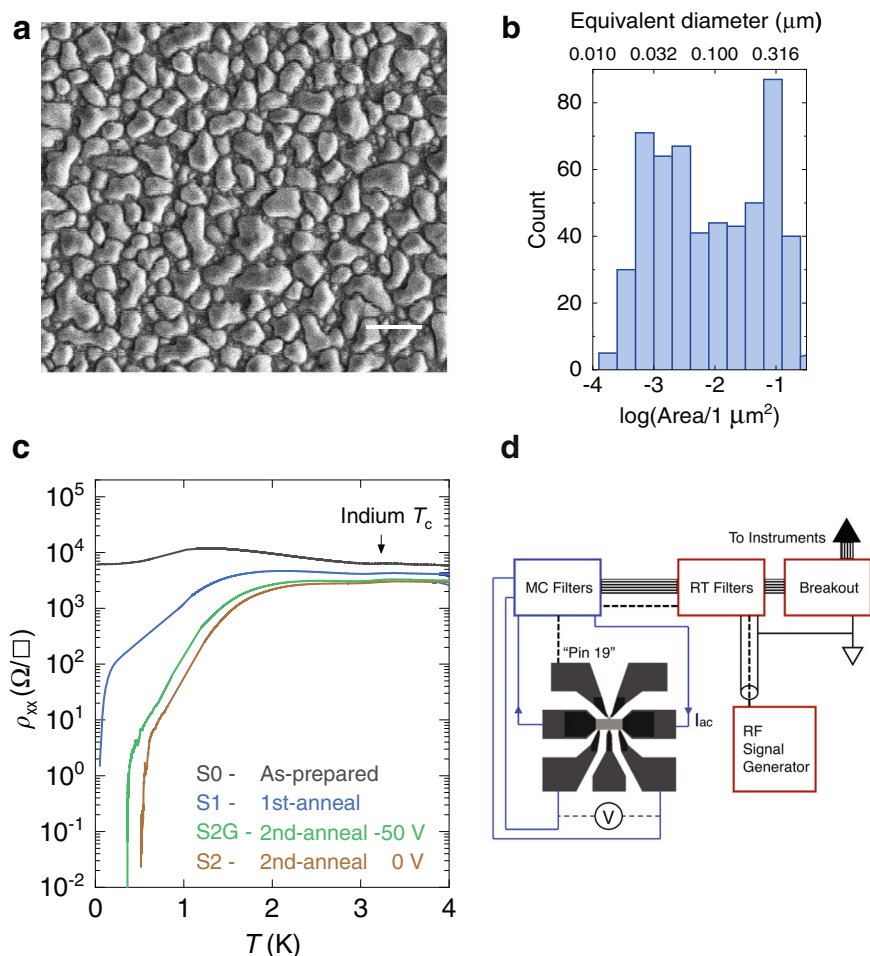 a
b
Equivalent diameter (μm)
0.010 0.032 0.100 0.316
80
60
40
20
0
Count
-4 -3 -2 -1
log(Area/1 μm²)
c
10⁵
10⁴
10³
10²
10¹
10⁰
10⁻¹
10⁻²
ρxx (Ω/□)
Indium Tc
S0 - As-prepared
S1 - 1st-anneal
S2G - 2nd-anneal -50 V
S2 - 2nd-anneal 0 V
0 1 2 3 4
T (K)
d
To Instruments
MC Filters
RT Filters
Breakout
"Pin 19"
Iac
RF
Signal
Generator
V